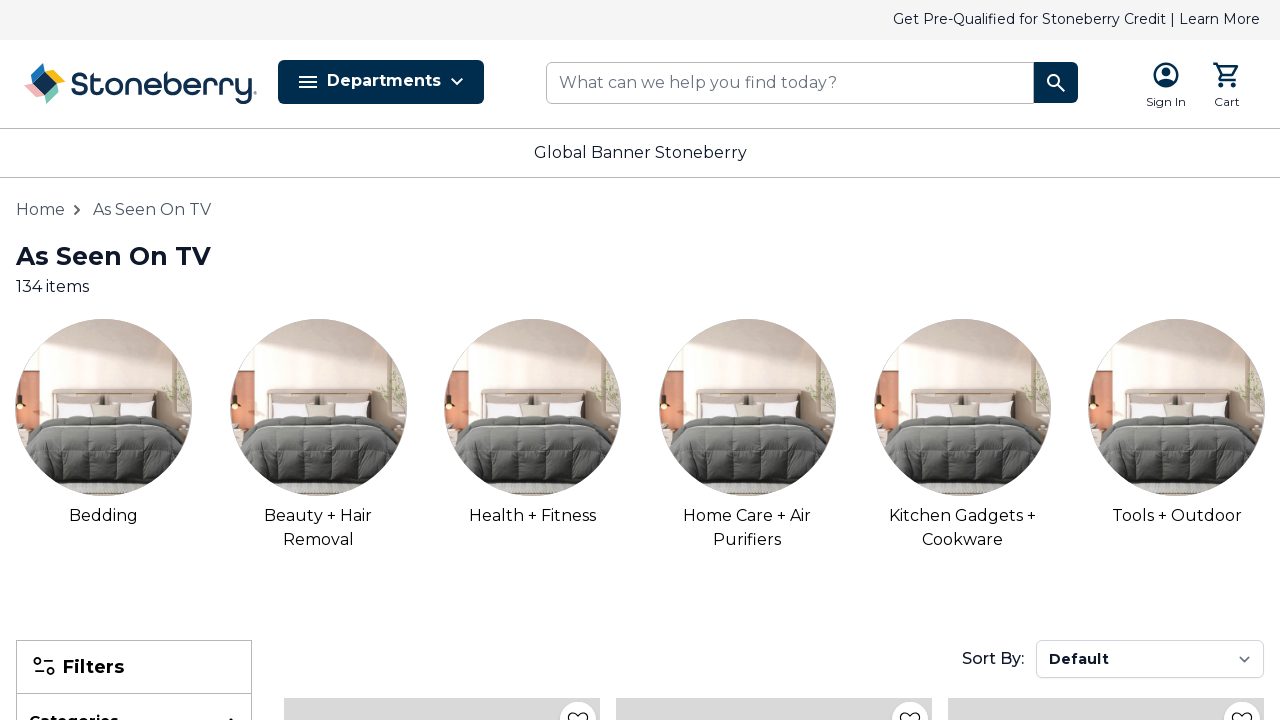 Get Pre-Qualified for Stoneberry Credit | Learn More
Stoneberry
Departments
What can we help you find today?
Sign In
Cart
Global Banner Stoneberry
Home
As Seen On TV
As Seen On TV
134 items
Bedding
Beauty + Hair
Removal
Health + Fitness
Home Care + Air
Purifiers
Kitchen Gadgets +
Cookware
Tools + Outdoor
Filters
Sort By:
Default
Categories